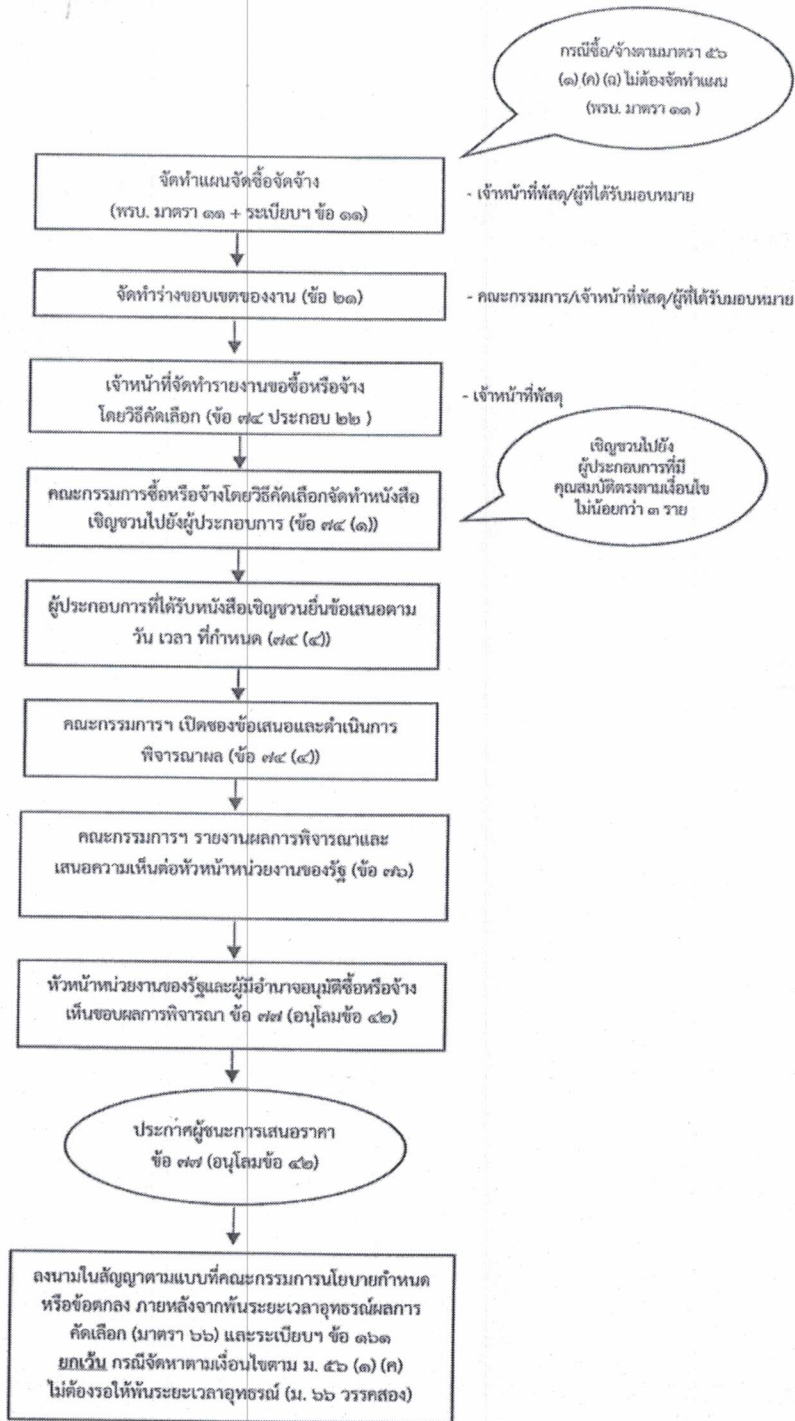 กรณีซื้อ/จ้างตามมาตรา ๕๖
(๑) (ค) (ฉ) ไม่ต้องจัดทำแผน
(พรบ. มาตรา ๑๑ )
จัดทำแผนจัดซื้อจัดจ้าง
(พรบ. มาตรา ๑๑ + ระเบียบฯ ข้อ ๑๑)
- เจ้าหน้าที่พัสดุ/ผู้ที่ได้รับมอบหมาย
จัดทำร่างขอบเขตของงาน (ข้อ ๒๑)
- คณะกรรมการ/เจ้าหน้าที่พัสดุ/ผู้ที่ได้รับมอบหมาย
เจ้าหน้าที่จัดทำรายงานขอซื้อหรือจ้าง
โดยวิธีคัดเลือก (ข้อ ๗๔ ประกอบ ๒๒ )
- เจ้าหน้าที่พัสดุ
เชิญชวนไปยัง
ผู้ประกอบการที่มี
คุณสมบัติตรงตามเงื่อนไข
ไม่น้อยกว่า ๓ ราย
คณะกรรมการซื้อหรือจ้างโดยวิธีคัดเลือกจัดทำหนังสือ
เชิญชวนไปยังผู้ประกอบการ (ข้อ ๗๔ (๑))
ผู้ประกอบการที่ได้รับหนังสือเชิญชวนยื่นข้อเสนอตาม
วัน เวลา ที่กำหนด (๗๔ (๔))
คณะกรรมการฯ เปิดซองข้อเสนอและดำเนินการ
พิจารณาผล (ข้อ ๗๔ (๔))
คณะกรรมการฯ รายงานผลการพิจารณาและ
เสนอความเห็นต่อหัวหน้าหน่วยงานของรัฐ (ข้อ ๗๖)
หัวหน้าหน่วยงานของรัฐและผู้มีอำนาจอนุมัติซื้อหรือจ้าง
เห็นชอบผลการพิจารณา ข้อ ๗๗ (อนุโลมข้อ ๔๒)
ประกาศผู้ชนะการเสนอราคา
ข้อ ๗๗ (อนุโลมข้อ ๔๒)
ลงนามในสัญญาตามแบบที่คณะกรรมการนโยบายกำหนด
หรือข้อตกลง ภายหลังจากพ้นระยะเวลาอุทธรณ์ผลการ
คัดเลือก (มาตรา ๖๖) และระเบียบฯ ข้อ ๑๖๑
ยกเว้น กรณีจัดหาตามเงื่อนไขตาม ม. ๕๖ (๑) (ค)
ไม่ต้องรอให้พ้นระยะเวลาอุทธรณ์ (ม. ๖๖ วรรคสอง)